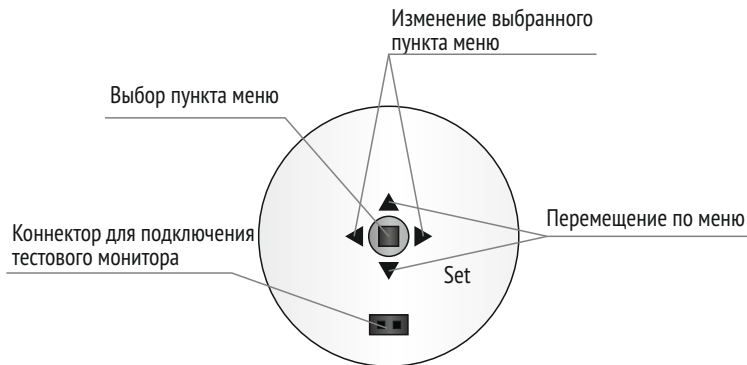 Изменение выбранного
пункта меню
Выбор пункта меню
Перемещение по меню
Коннектор для подключения
тестового монитора
Set